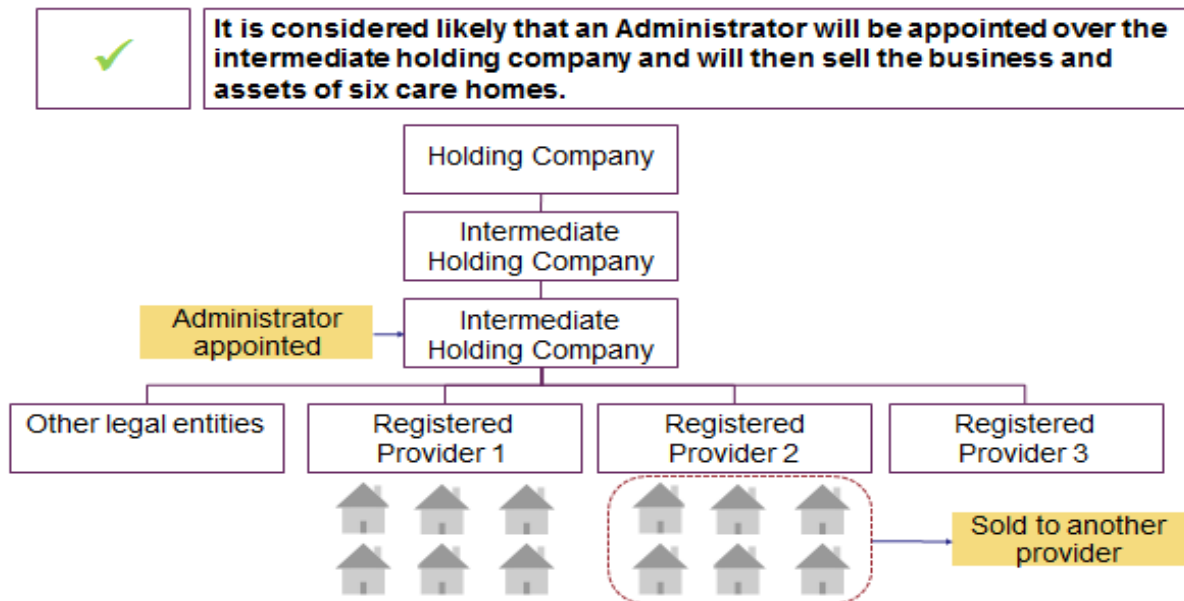 It is considered likely that an Administrator will be appointed over the
intermediate holding company and will then sell the business and
assets of six care homes.
Holding Company
Intermediate
Holding Company
Administrator
appointed
Intermediate
Holding Company
Other legal entities
Registered
Provider 1
Registered
Provider 2
Registered
Provider 3
Sold to another
provider